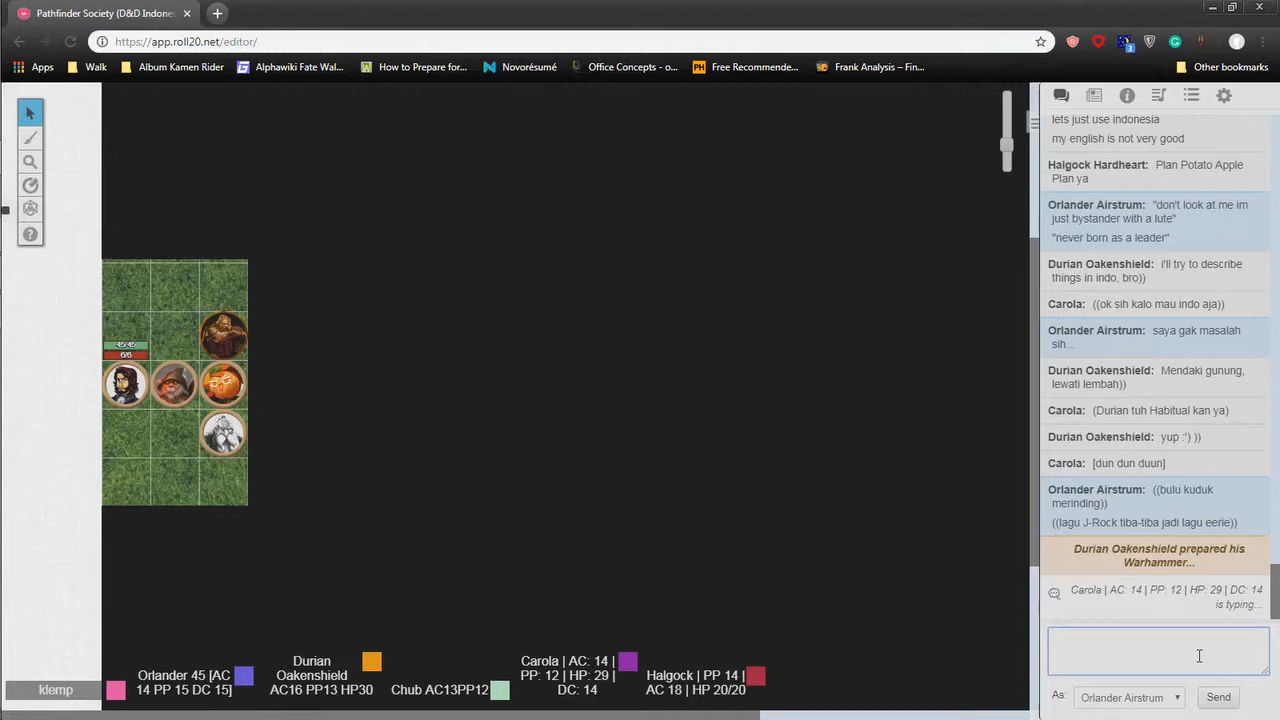 Pathfinder Society (D&D Indones
https://app.roll20.net/editor/
Apps
Walk
Album Kamen Rider
Alphawiki Fate Wal...
How to Prepare for...
Novorésumé
Office Concepts - o...
PH
Free Recommende...
Frank Analysis – Fin...
Other bookmarks
3
lets just use indonesia
my english is not very good
Halgock Hardheart: Plan Potato Apple
Plan ya
Orlander Airstrum: "don't look at me im
just bystander with a lute"
"never born as a leader"
Durian Oakenshield: i'll try to describe
things in indo, bro))
Carola: ((ok sih kalo mau indo aja))
Orlander Airstrum: saya gak masalah
sih...
Durian Oakenshield: Mendaki gunung,
lewati lembah))
Carola: (Durian tuh Habitual kan ya)
Durian Oakenshield: yup :') ))
Carola: [dun dun duun]
Orlander Airstrum: ((bulu kuduk
merinding))
((lagu J-Rock tiba-tiba jadi lagu eerie))
Durian Oakenshield prepared his
Warhammer...
Carola | AC: 14 | PP: 12 | HP: 29 | DC: 14
is typing...
As:
Orlander Airstrum
Send
45/45
6/6
klemp
Orlander 45 [AC
14 PP 15 DC 15]
Durian
Oakenshield
AC16 PP13 HP30
Chub AC13PP12
Carola | AC: 14 |
PP: 12 | HP: 29 |
DC: 14
Halgock | PP 14 |
AC 18 | HP 20/20